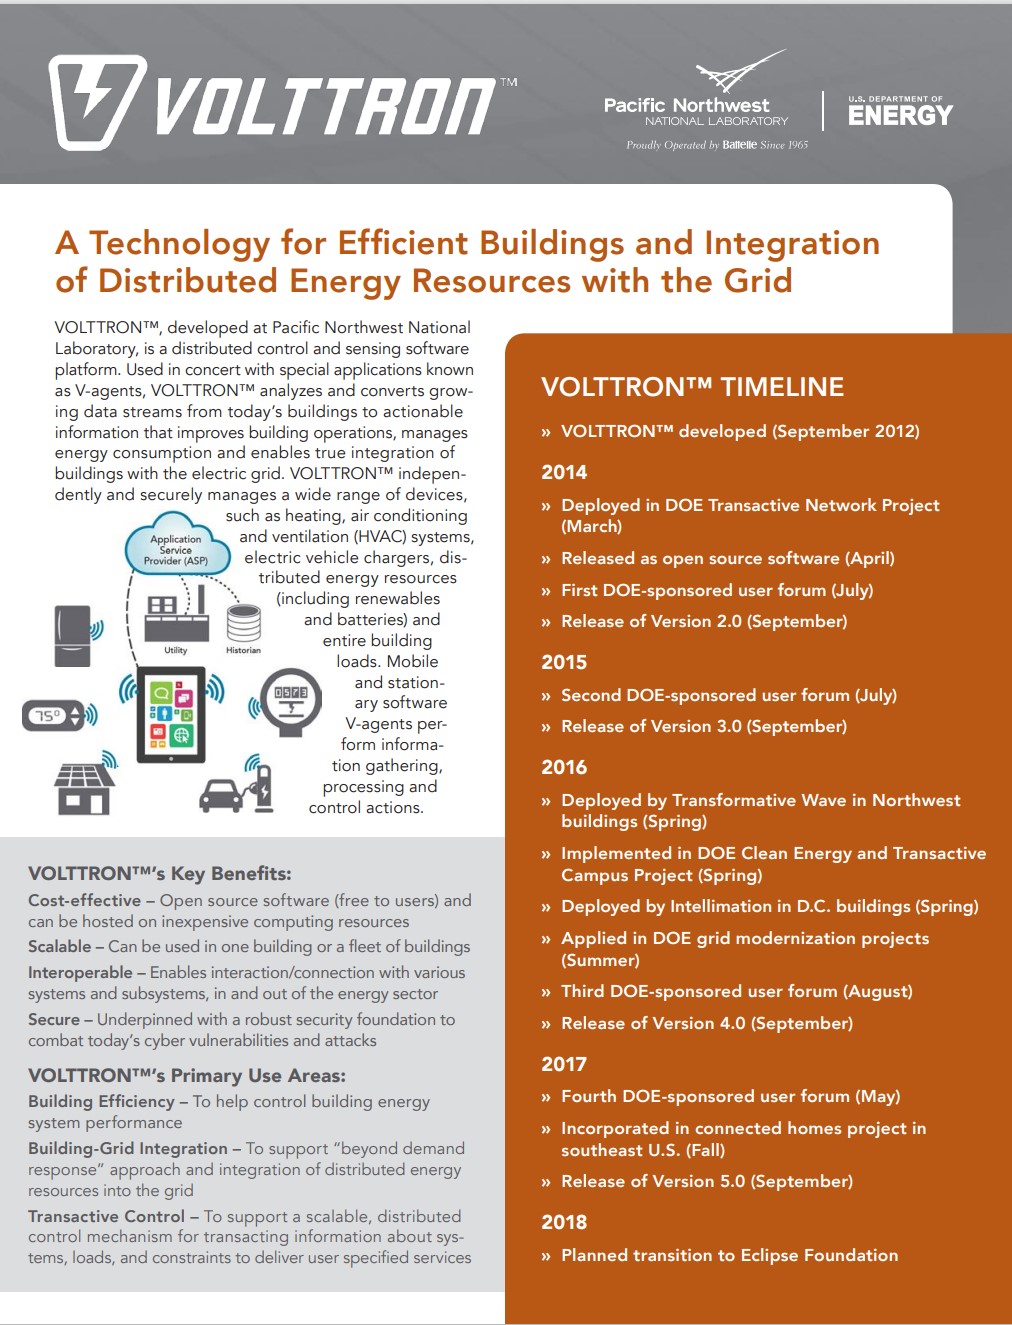 VOLTTRON™
Pacific Northwest
NATIONAL LABORATORY
Proudly Operated by Battelle Since 1965
U.S. DEPARTMENT OF
ENERGY
A Technology for Efficient Buildings and Integration
of Distributed Energy Resources with the Grid
VOLTTRON™, developed at Pacific Northwest National
Laboratory, is a distributed control and sensing software
platform. Used in concert with special applications known
as V-agents, VOLTTRON™ analyzes and converts grow-
ing data streams from today's buildings to actionable
information that improves building operations, manages
energy consumption and enables true integration of
buildings with the electric grid. VOLTTRON™ indepen-
dently and securely manages a wide range of devices,
such as heating, air conditioning
and ventilation (HVAC) systems,
electric vehicle chargers, dis-
tributed energy resources
(including renewables
and batteries) and
entire building
loads. Mobile
and station-
ary software
V-agents per-
form informa-
tion gathering,
processing and
control actions.
Application
Service
Provider (ASP)
Utility
Historian
75°
0573
VOLTTRON™'s Key Benefits:
Cost-effective – Open source software (free to users) and
can be hosted on inexpensive computing resources
Scalable – Can be used in one building or a fleet of buildings
Interoperable – Enables interaction/connection with various
systems and subsystems, in and out of the energy sector
Secure – Underpinned with a robust security foundation to
combat today's cyber vulnerabilities and attacks
VOLTTRON™'s Primary Use Areas:
Building Efficiency – To help control building energy
system performance
Building-Grid Integration – To support "beyond demand
response" approach and integration of distributed energy
resources into the grid
Transactive Control – To support a scalable, distributed
control mechanism for transacting information about sys-
tems, loads, and constraints to deliver user specified services
VOLTTRON™ TIMELINE
» VOLTTRON™ developed (September 2012)
2014
» Deployed in DOE Transactive Network Project
(March)
» Released as open source software (April)
» First DOE-sponsored user forum (July)
» Release of Version 2.0 (September)
2015
» Second DOE-sponsored user forum (July)
» Release of Version 3.0 (September)
2016
» Deployed by Transformative Wave in Northwest
buildings (Spring)
» Implemented in DOE Clean Energy and Transactive
Campus Project (Spring)
» Deployed by Intellimation in D.C. buildings (Spring)
» Applied in DOE grid modernization projects
(Summer)
» Third DOE-sponsored user forum (August)
» Release of Version 4.0 (September)
2017
» Fourth DOE-sponsored user forum (May)
» Incorporated in connected homes project in
southeast U.S. (Fall)
» Release of Version 5.0 (September)
2018
» Planned transition to Eclipse Foundation